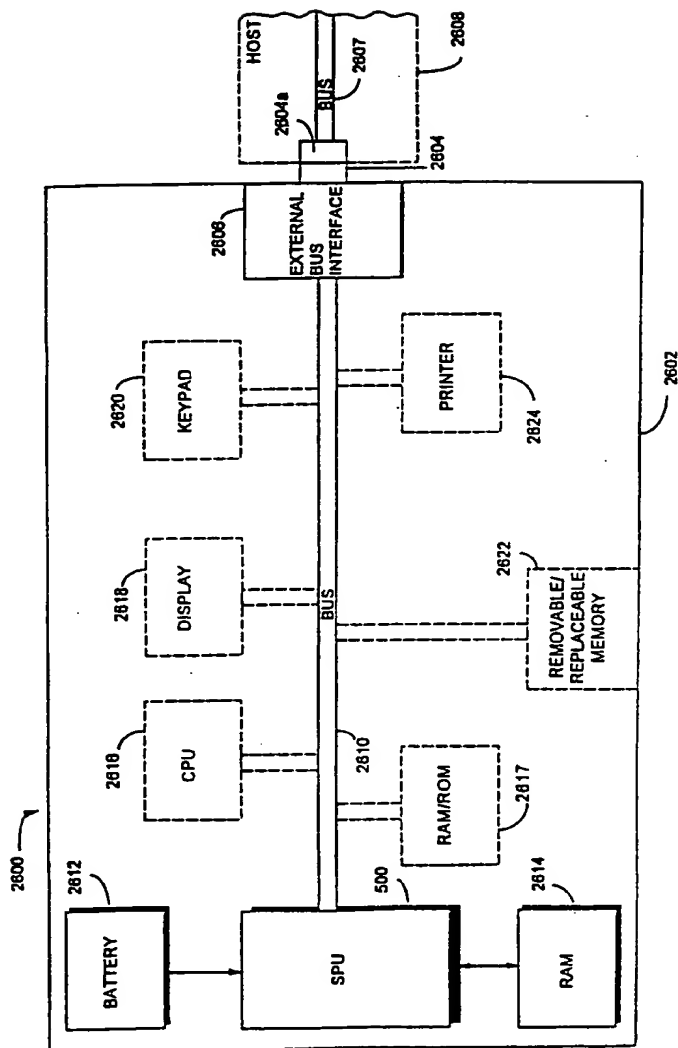 2600
BATTERY
2612
SPU
500
RAM
2614
CPU
2616
RAM/ROM
2617
BUS
2610
DISPLAY
2618
REMOVABLE/
REPLACEABLE
MEMORY
2622
KEYPAD
2620
PRINTER
2624
EXTERNAL
BUS
INTERFACE
2606
2602
2604
2604a
HOST
BUS
2607
2608